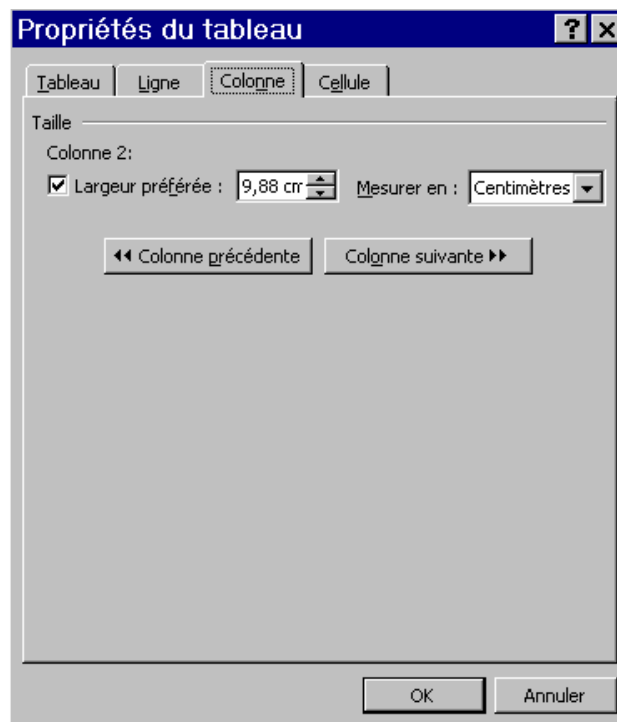 Propriétés du tableau
Tableau Ligne Colonne Cellule
Taille
Colonne 2:
Largeur préférée : 9,88 cm Mesurer en : Centimètres
Colonne précédente Colonne suivante
OK Annuler